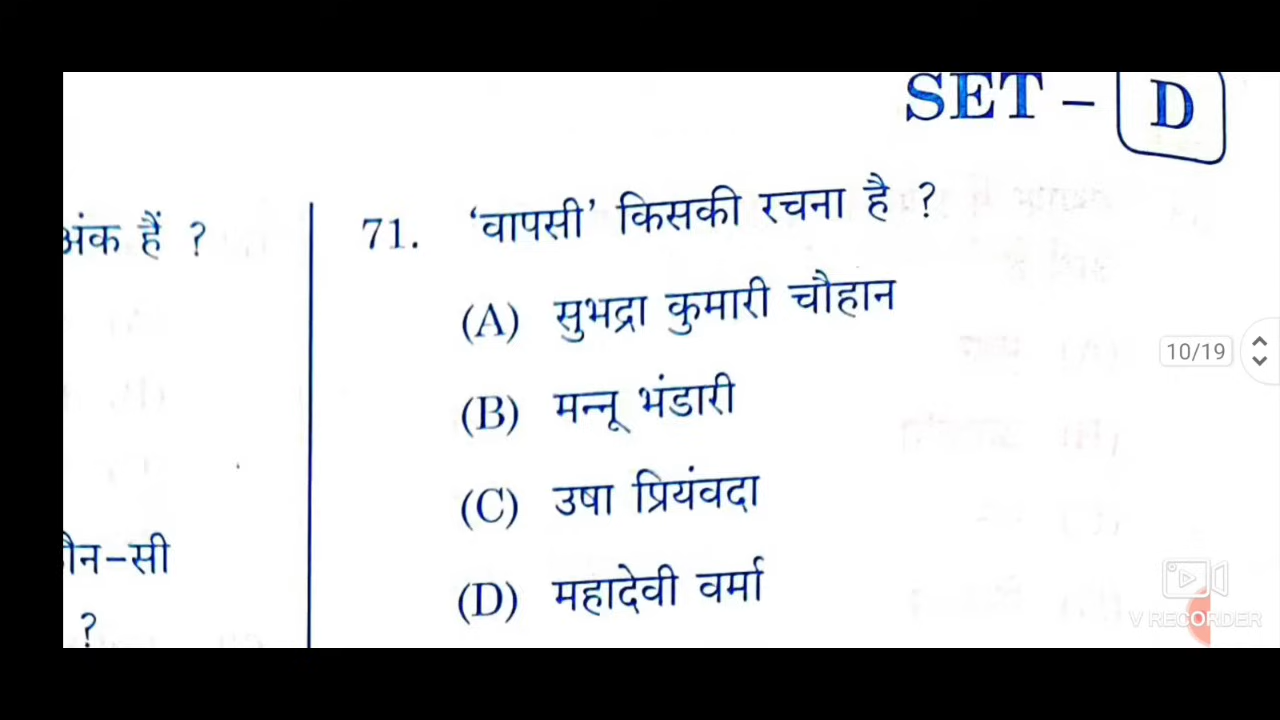 SET - D
अंक हैं ?
71. 'वापसी' किसकी रचना है ?
(A) सुभद्रा कुमारी चौहान
(B) मन्नू भंडारी
10/19
(C) उषा प्रियंवदा
(D) महादेवी वर्मा
?
V RECORDER